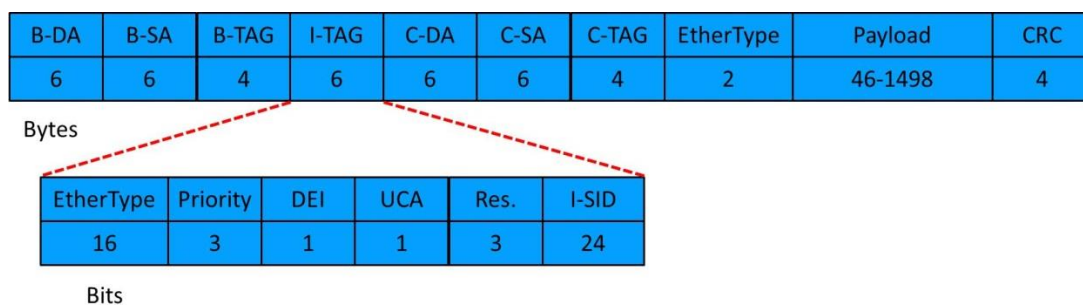 B-DA B-SA B-TAG I-TAG C-DA C-SA C-TAG EtherType Payload CRC
6 6 4 6 6 6 4 2 46-1498 4
Bytes
EtherType Priority DEI UCA Res. I-SID
16 3 1 1 3 24
Bits